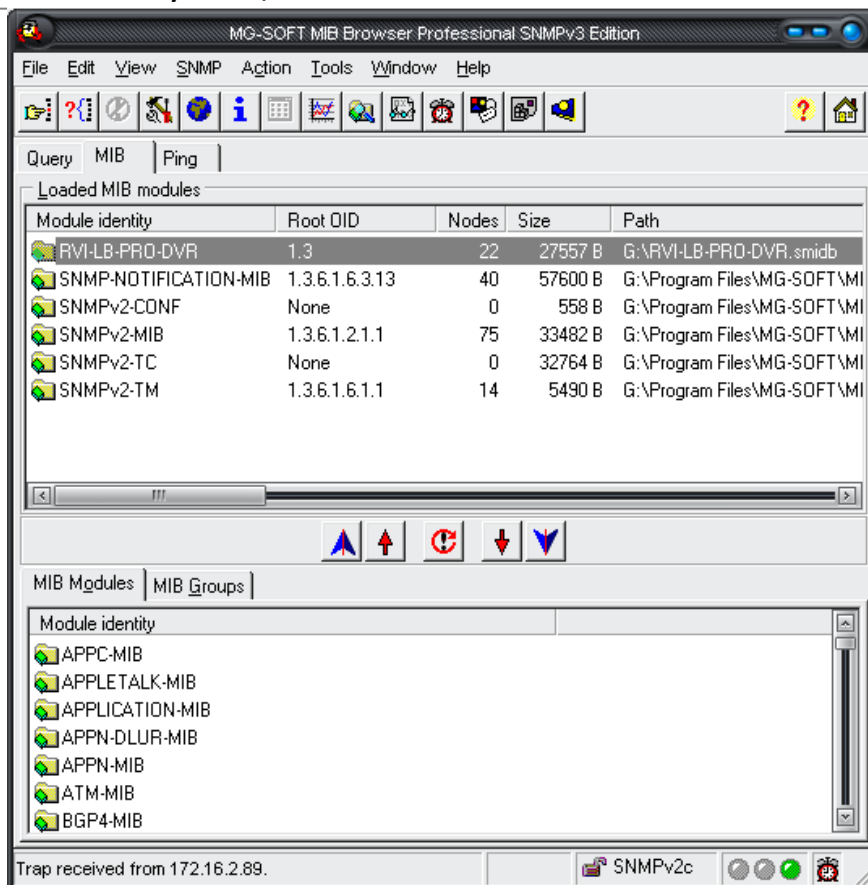 MG-SOFT MIB Browser Professional SNMPv3 Edition
File Edit View SNMP Action Tools Window Help
Query MIB Ping
Loaded MIB modules
Module identity Root OID Nodes Size Path
RVI-LB-PRO-DVR 1.3 22 27557 B G:\RVI-LB-PRO-DVR.smidb
SNMP-NOTIFICATION-MIB 1.3.6.1.6.3.13 40 57600 B G:\Program Files\MG-SOFT\MI
SNMPv2-CONF None 0 558 B G:\Program Files\MG-SOFT\MI
SNMPv2-MIB 1.3.6.1.2.1.1 75 33482 B G:\Program Files\MG-SOFT\MI
SNMPv2-TC None 0 32764 B G:\Program Files\MG-SOFT\MI
SNMPv2-TM 1.3.6.1.6.1.1 14 5490 B G:\Program Files\MG-SOFT\MI
MIB Modules MIB Groups
Module identity
APPC-MIB
APPLETALK-MIB
APPLICATION-MIB
APPN-DLUR-MIB
APPN-MIB
ATM-MIB
BGP4-MIB
Trap received from 172.16.2.89. SNMPv2c